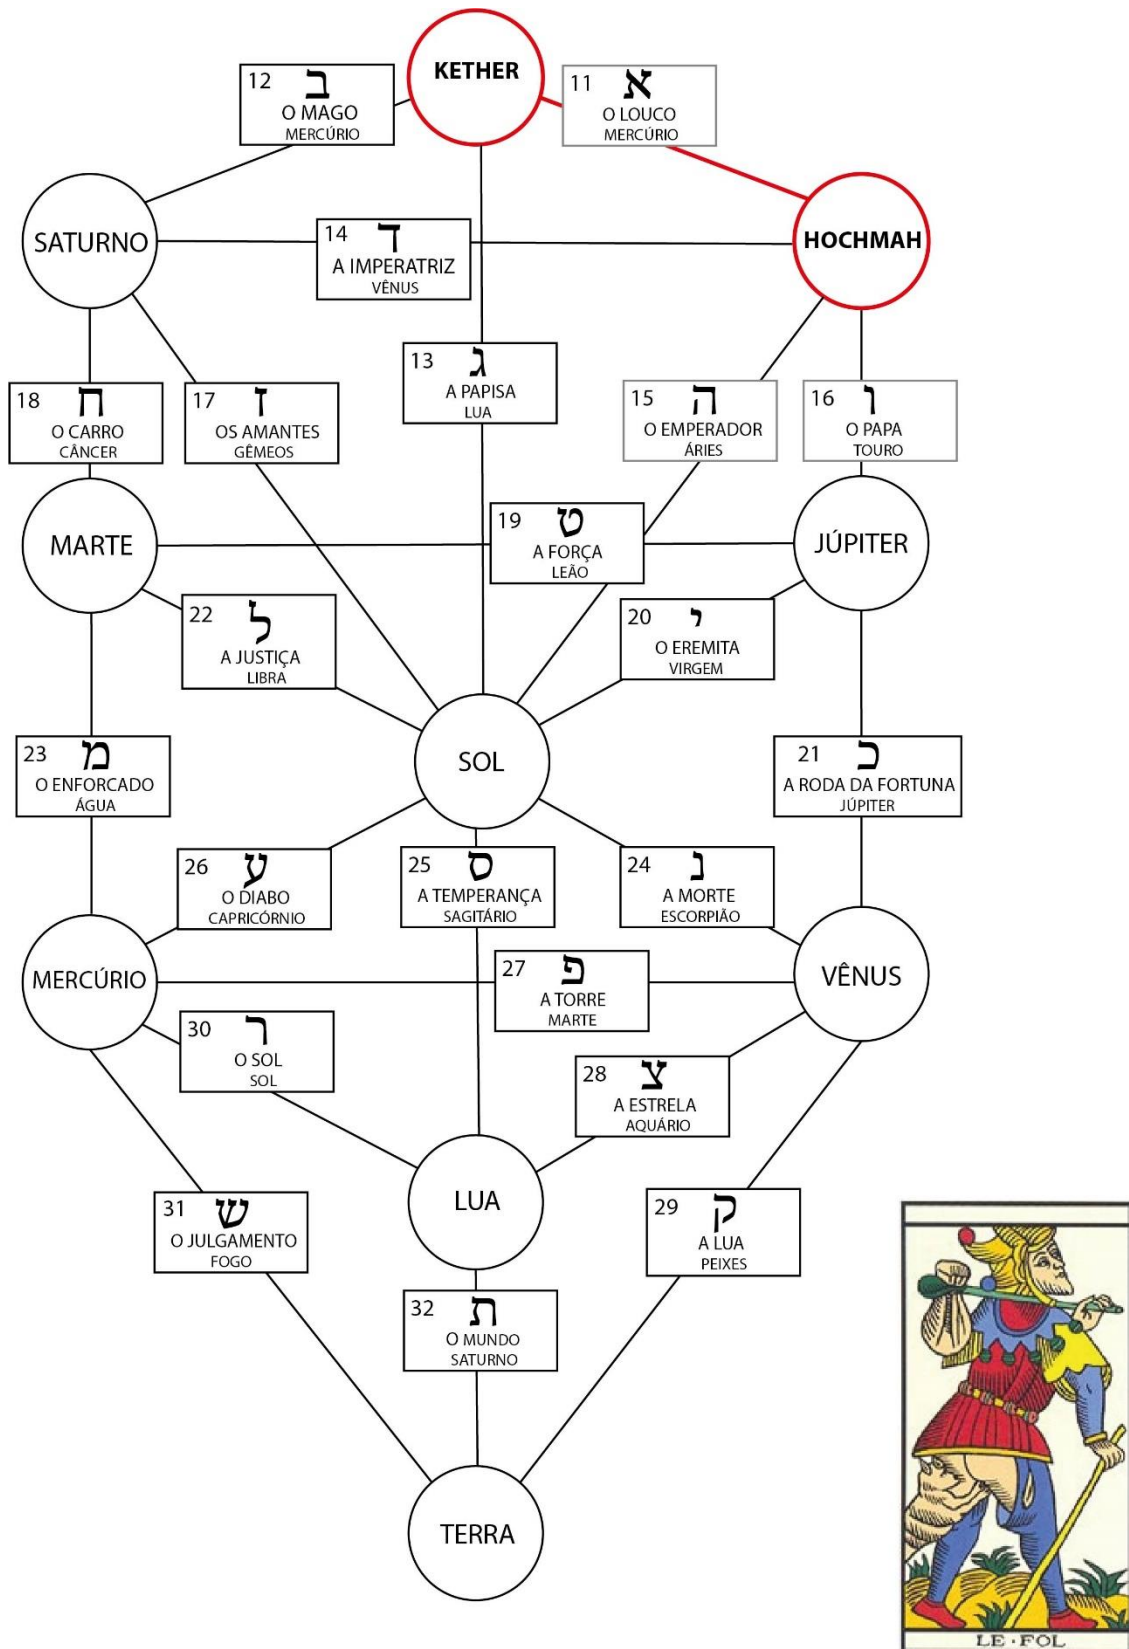 KETHER
12 ב
O MAGO
MERCÚRIO
11 א
O LOUCO
MERCÚRIO
SATURNO
14 ד
A IMPERATRIZ
VÊNUS
HOCHMAH
13 ג
A PAPISA
LUA
18 ח
O CARRO
CÂNCER
17 ז
OS AMANTES
GÊMEOS
15 ה
O EMPERADOR
ÁRIES
16 ו
O PAPA
TOURO
MARTE
19 ט
A FORÇA
LEÃO
JÚPITER
22 ל
A JUSTIÇA
LIBRA
20 י
O EREMITA
VIRGEM
SOL
23 מ
O ENFORCADO
ÁGUA
21 כ
A RODA DA FORTUNA
JÚPITER
26 ע
O DIABO
CAPRICÓRNIO
25 ס
A TEMPERANÇA
SAGITÁRIO
24 נ
A MORTE
ESCORPIÃO
MERCÚRIO
27 פ
A TORRE
MARTE
VÊNUS
30 ר
O SOL
SOL
28 צ
A ESTRELA
AQUÁRIO
LUA
31 ש
O JULGAMENTO
FOGO
29 ק
A LUA
PEIXES
32 ת
O MUNDO
SATURNO
TERRA
LE·FOL